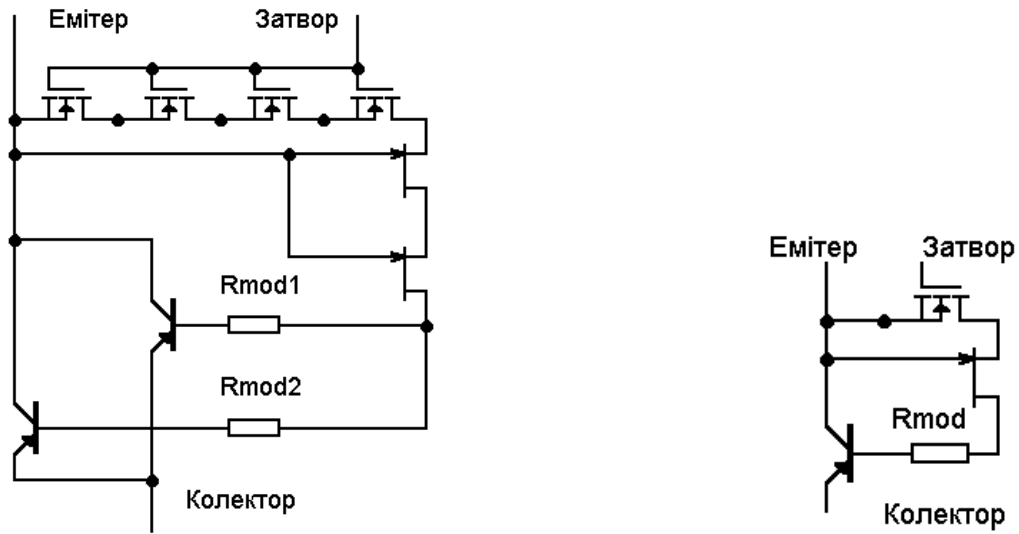 Емітер
Затвор
Rmod1
Rmod2
Колектор
Емітер
Затвор
Rmod
Колектор